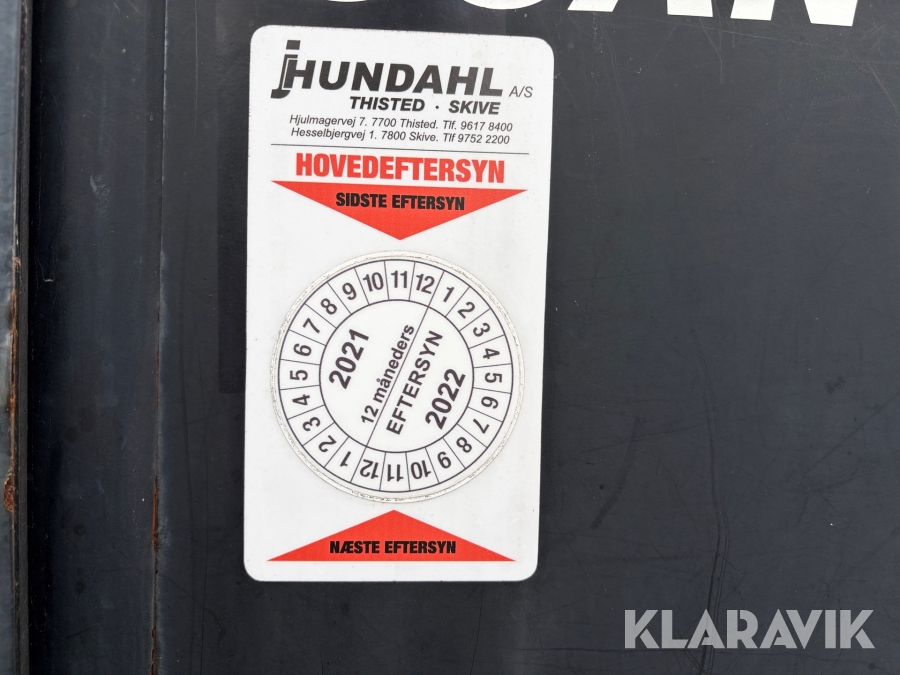 jHUNDAHL A/S
THISTED · SKIVE
Hjulmagervej 7. 7700 Thisted. Tlf. 9617 8400
Hesselbjergvej 1. 7800 Skive. Tlf 9752 2200
HOVEDEFTERSYN
SIDSTE EFTERSYN
1 2 3 4 5 6 7 8 9 10 11 12
2021
12 måneders
EFTERSYN
2022
1 2 3 4 5 6 7 8 9 10 11 12
NÆSTE EFTERSYN
KLARAVIK